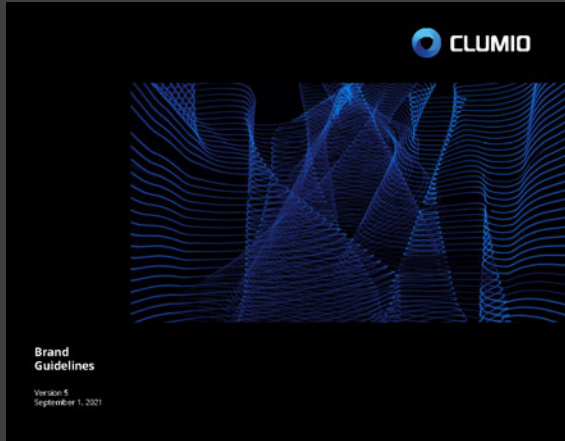 CLUMIO
Brand
Guidelines
Version 5
September 1, 2021